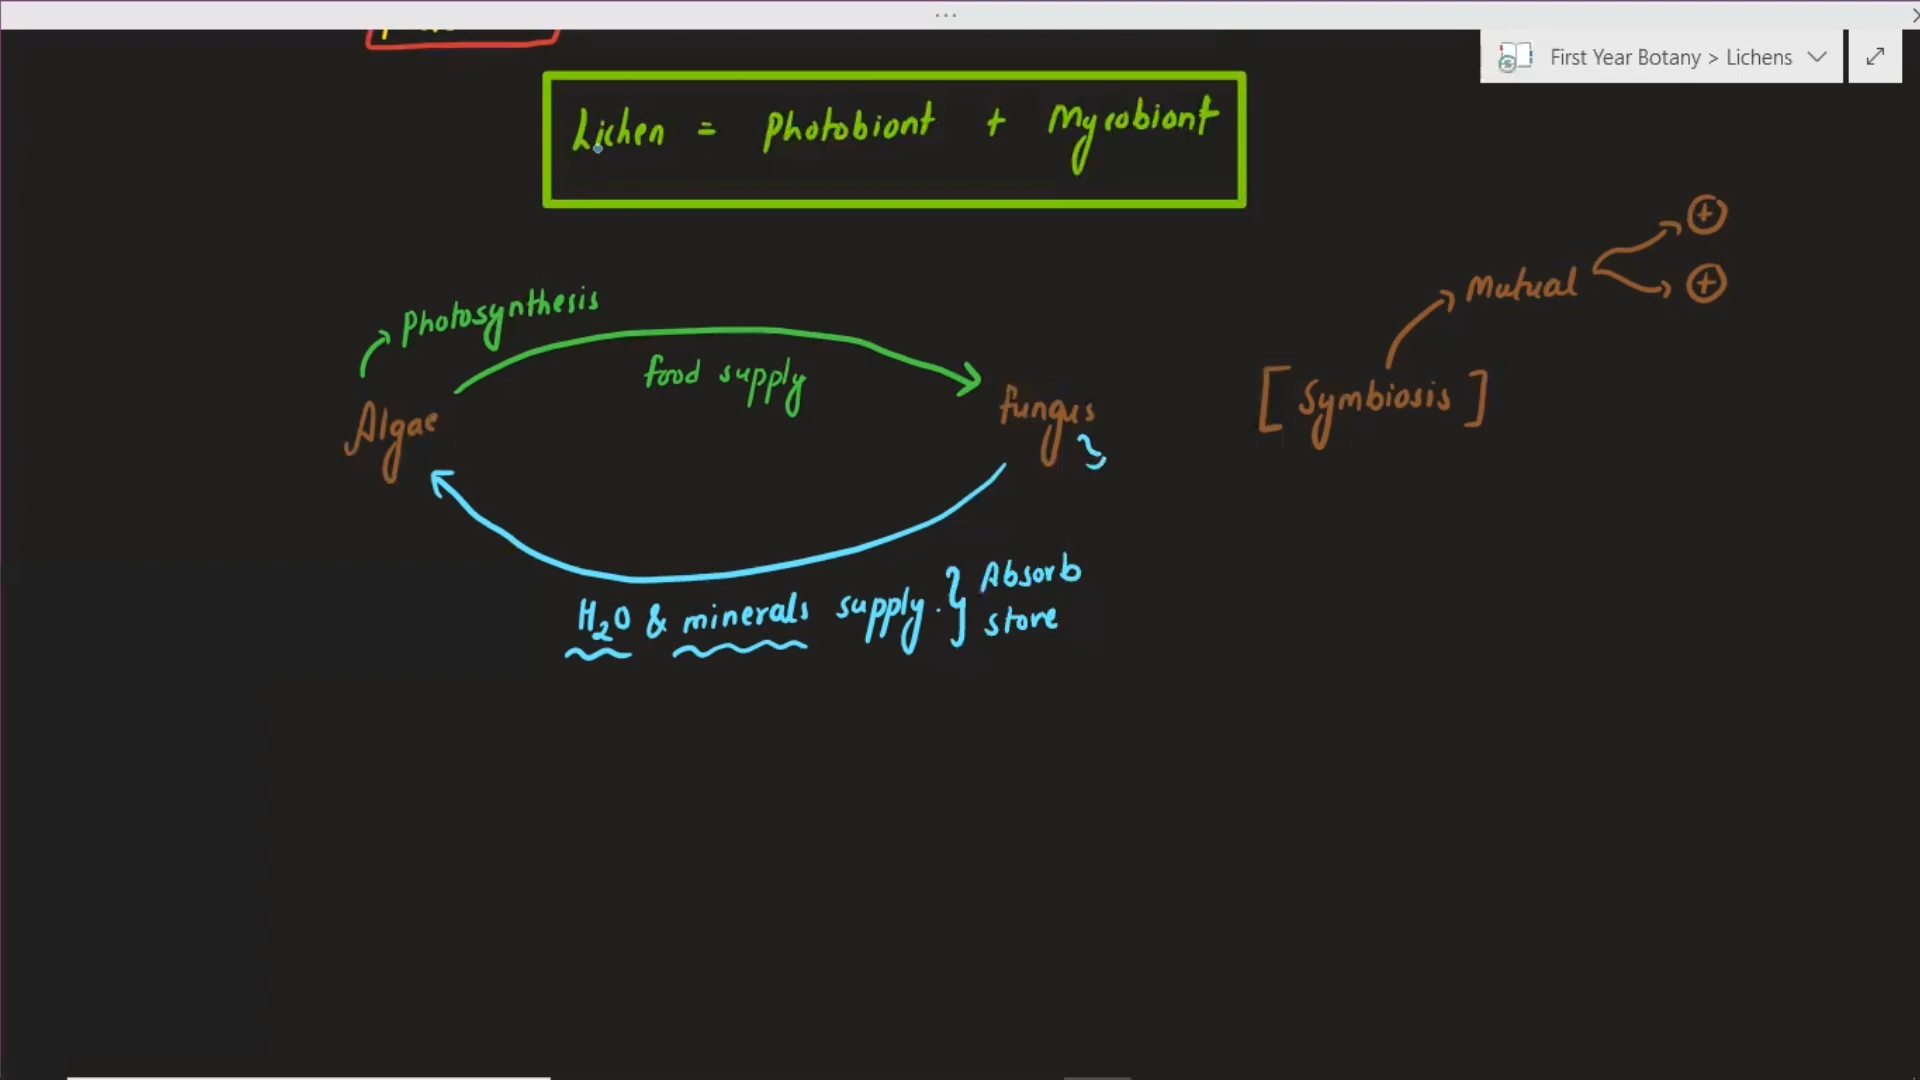 First Year Botany > Lichens
Lichen = Photobiont + Mycobiont
Photosynthesis
food supply
Algae
fungus
H₂O & minerals supply. } Absorb
store
Mutual
+
+
[ Symbiosis ]